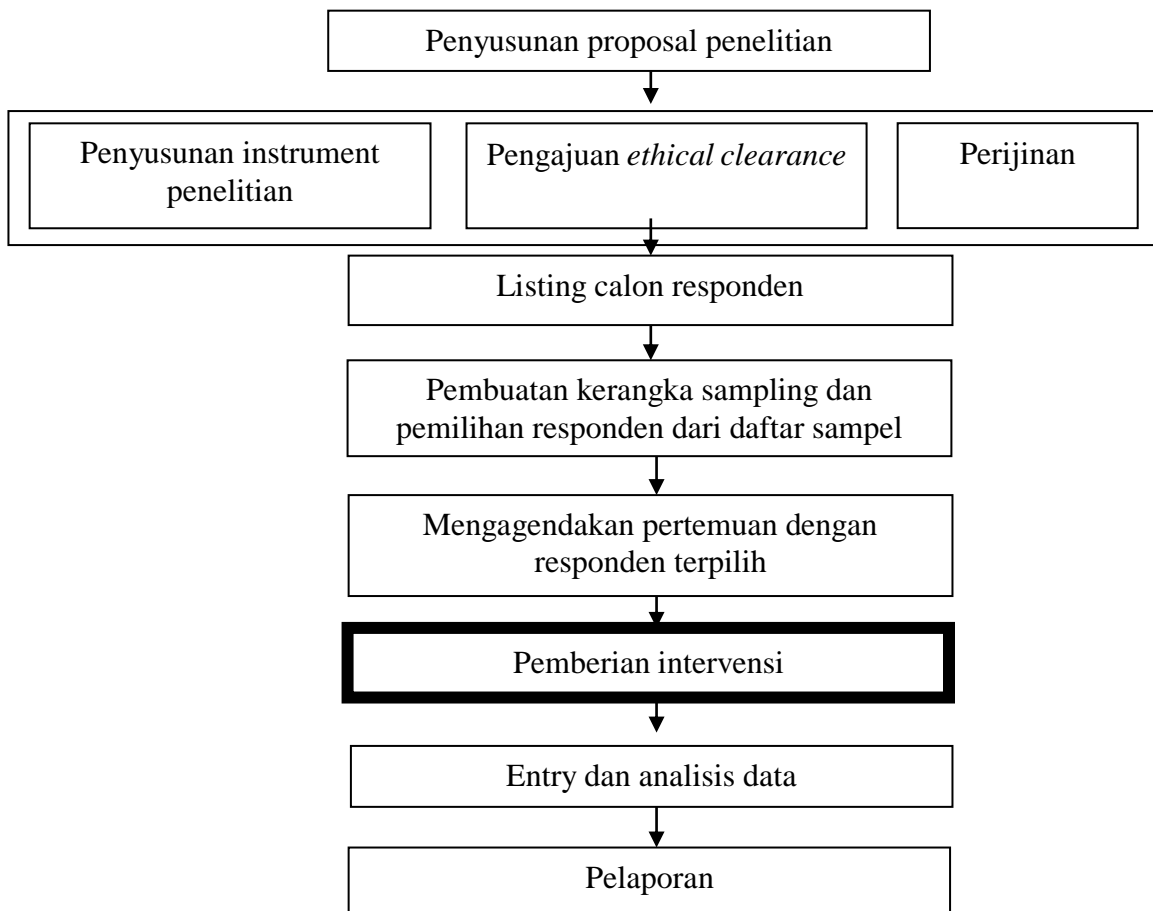 Penyusunan proposal penelitian
Penyusunan instrument
penelitian
Pengajuan ethical clearance
Perijinan
Listing calon responden
Pembuatan kerangka sampling dan
pemilihan responden dari daftar sampel
Mengagendakan pertemuan dengan
responden terpilih
Pemberian intervensi
Entry dan analisis data
Pelaporan